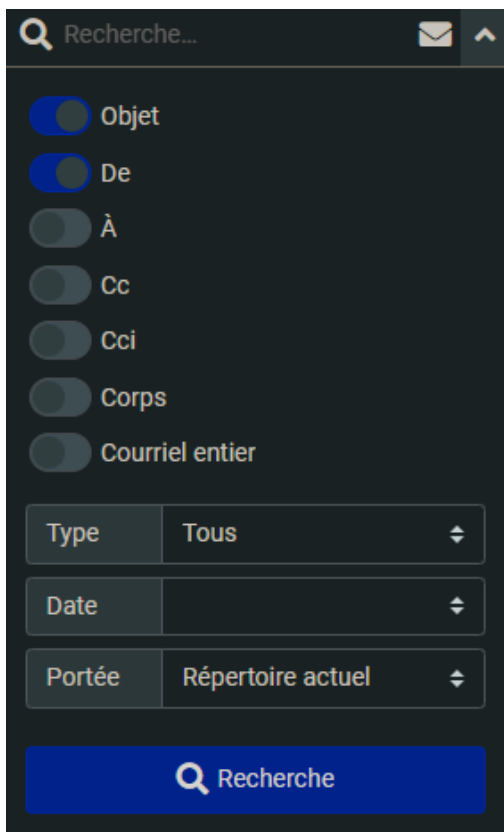 Recherche...
Objet
De
À
Cc
Cci
Corps
Courriel entier
Type Tous
Date
Portée Répertoire actuel
Recherche